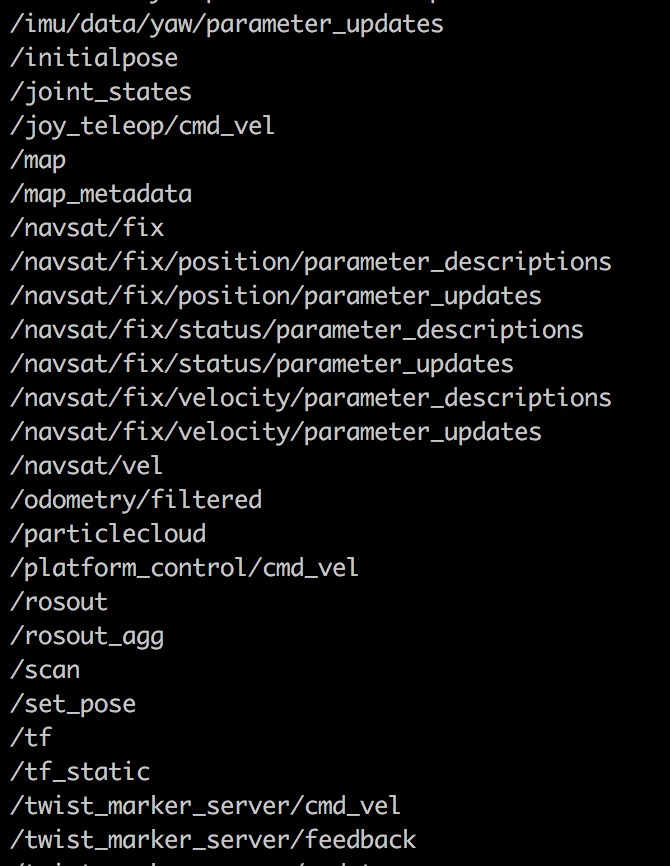 /imu/data/yaw/parameter_updates
/initialpose
/joint_states
/joy_teleop/cmd_vel
/map
/map_metadata
/navsat/fix
/navsat/fix/position/parameter_descriptions
/navsat/fix/position/parameter_updates
/navsat/fix/status/parameter_descriptions
/navsat/fix/status/parameter_updates
/navsat/fix/velocity/parameter_descriptions
/navsat/fix/velocity/parameter_updates
/navsat/vel
/odometry/filtered
/particlecloud
/platform_control/cmd_vel
/rosout
/rosout_agg
/scan
/set_pose
/tf
/tf_static
/twist_marker_server/cmd_vel
/twist_marker_server/feedback